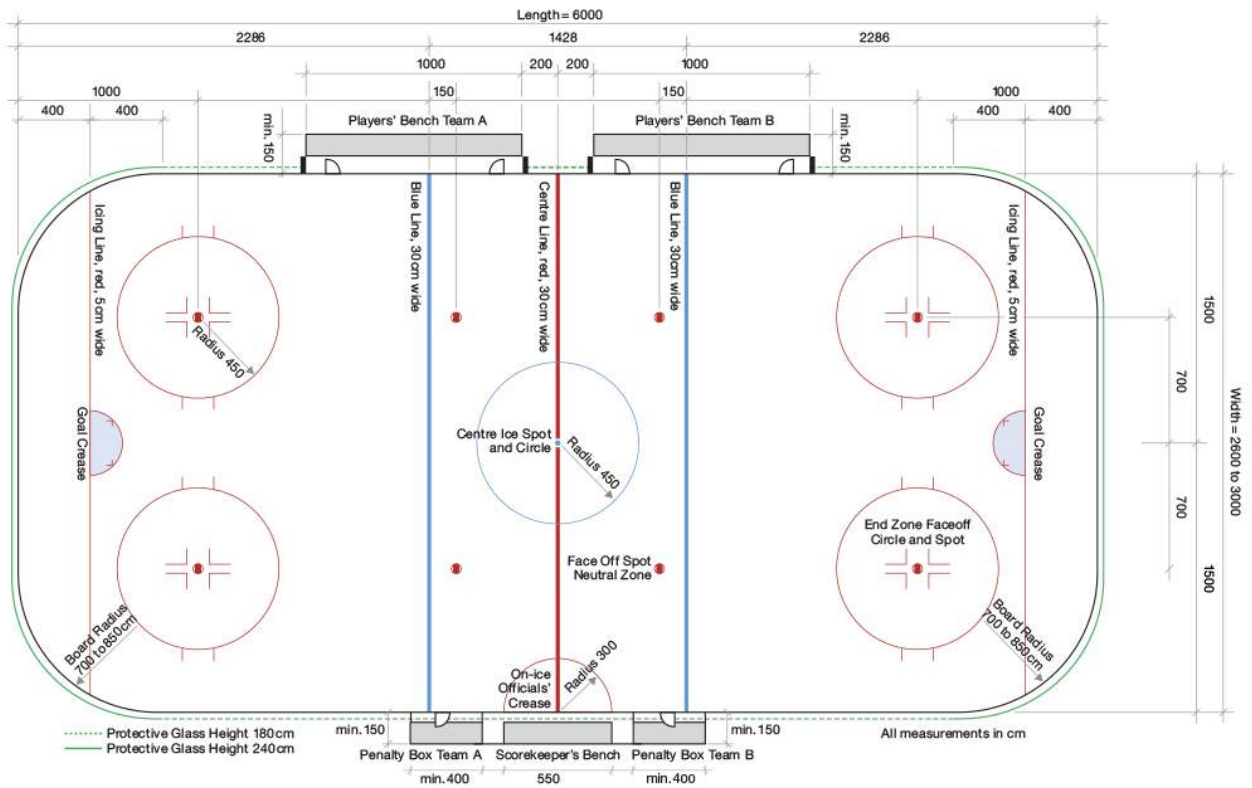 Length = 6000
2286
1428
2286
1000
200
200
1000
1000
150
150
1000
400
400
400
400
min. 150
Players' Bench Team A
Players' Bench Team B
min. 150
Icing Line, red, 5cm wide
Blue Line, 30cm wide
Centre Line, red, 30cm wide
Blue Line, 30cm wide
Icing Line, red, 5cm wide
Radius 450
1500
700
Width = 2600 to 3000
Goal Crease
Centre Ice Spot
and Circle
Radius 450
Goal Crease
700
End Zone Faceoff
Circle and Spot
Face Off Spot
Neutral Zone
1500
Board Radius
700 to 850cm
On-ice
Officials'
Crease
Radius 300
Board Radius
700 to 850cm
Protective Glass Height 180cm
Protective Glass Height 240cm
min. 150
min. 150
All measurements in cm
Penalty Box Team A
Scorekeeper's Bench
Penalty Box Team B
min. 400
550
min. 400